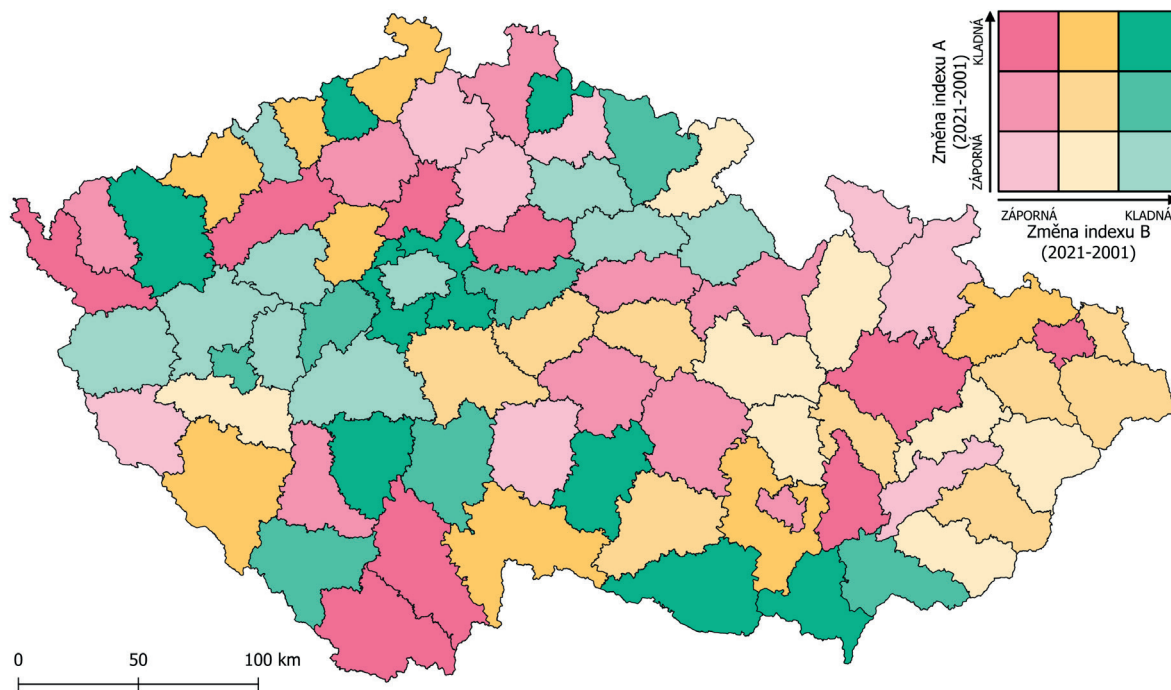 Změna indexu A
(2021-2001)
KLADNÁ
ZÁPORNÁ
ZÁPORNÁ KLADNÁ
Změna indexu B
(2021-2001)
0 50 100 km